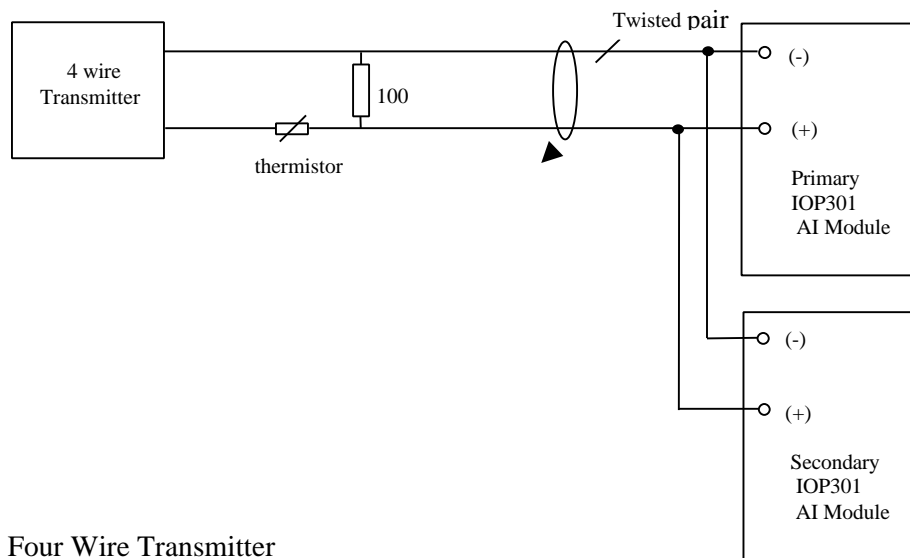 Twisted pair
4 wire
Transmitter
(-)
100
(+)
thermistor
Primary
IOP301
AI Module
(-)
(+)
Secondary
IOP301
AI Module
Four Wire Transmitter